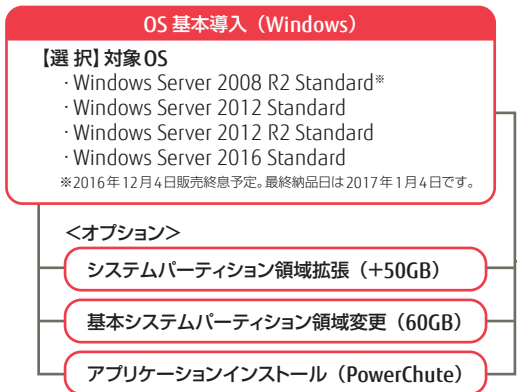 OS 基本導入（Windows）
【選 択】対象OS
・Windows Server 2008 R2 Standard※
・Windows Server 2012 Standard
・Windows Server 2012 R2 Standard
・Windows Server 2016 Standard
※2016年12月4日販売終息予定。最終納品日は2017年1月4日です。
＜オプション＞
システムパーティション領域拡張（+50GB）
基本システムパーティション領域変更（60GB）
アプリケーションインストール（PowerChute）